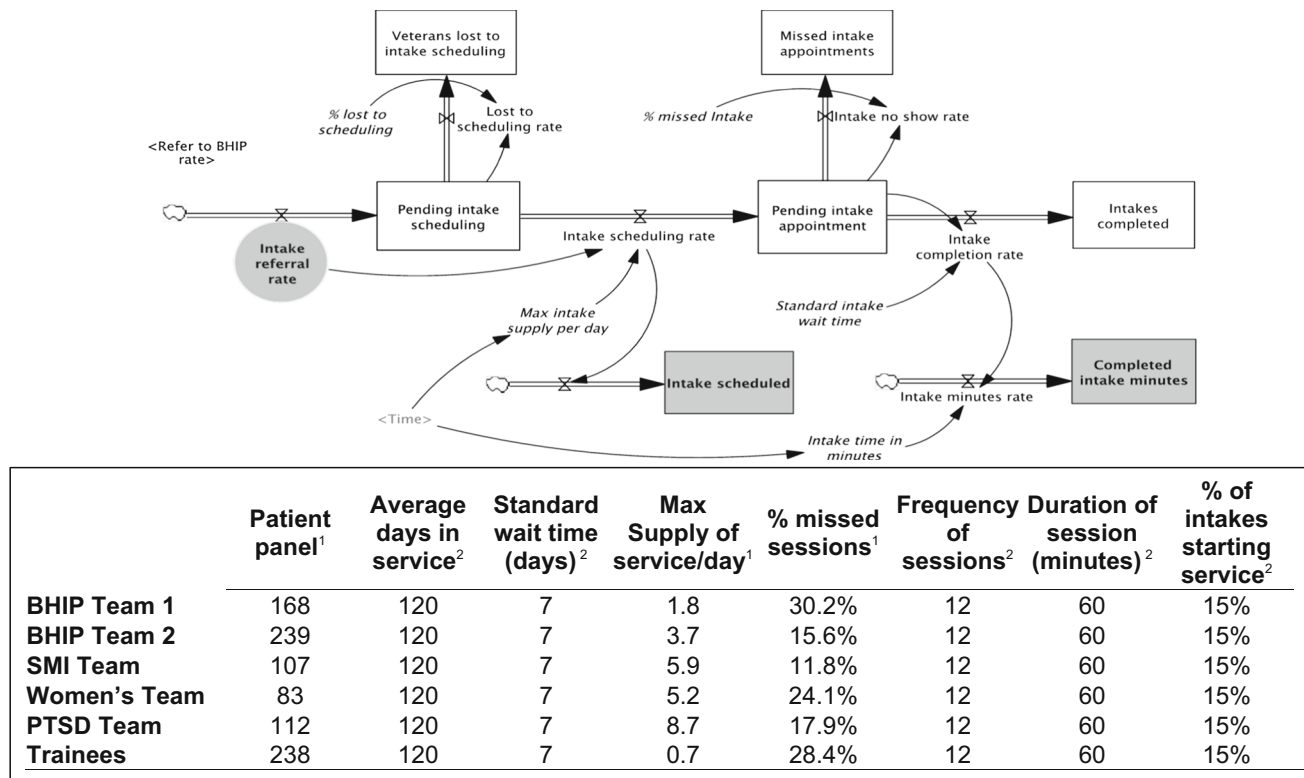 Veterans lost to
intake scheduling
Missed intake
appointments
% lost to
scheduling
Lost to
scheduling rate
% missed Intake
Intake no show rate
<Refer to BHIP
rate>
Pending intake
scheduling
Pending intake
appointment
Intakes
completed
Intake
referral
rate
Intake scheduling rate
Intake
completion rate
Max intake
supply per day
Standard intake
wait time
Intake scheduled
Completed
intake minutes
Intake minutes rate
<Time>
Intake time in
minutes
Patient panel1 Average days in service2 Standard wait time (days) 2 Max Supply of service/day1 % missed sessions1 Frequency of sessions2 Duration of session (minutes) 2 % of intakes starting service2
BHIP Team 1 168 120 7 1.8 30.2% 12 60 15%
BHIP Team 2 239 120 7 3.7 15.6% 12 60 15%
SMI Team 107 120 7 5.9 11.8% 12 60 15%
Women's Team 83 120 7 5.2 24.1% 12 60 15%
PTSD Team 112 120 7 8.7 17.9% 12 60 15%
Trainees 238 120 7 0.7 28.4% 12 60 15%